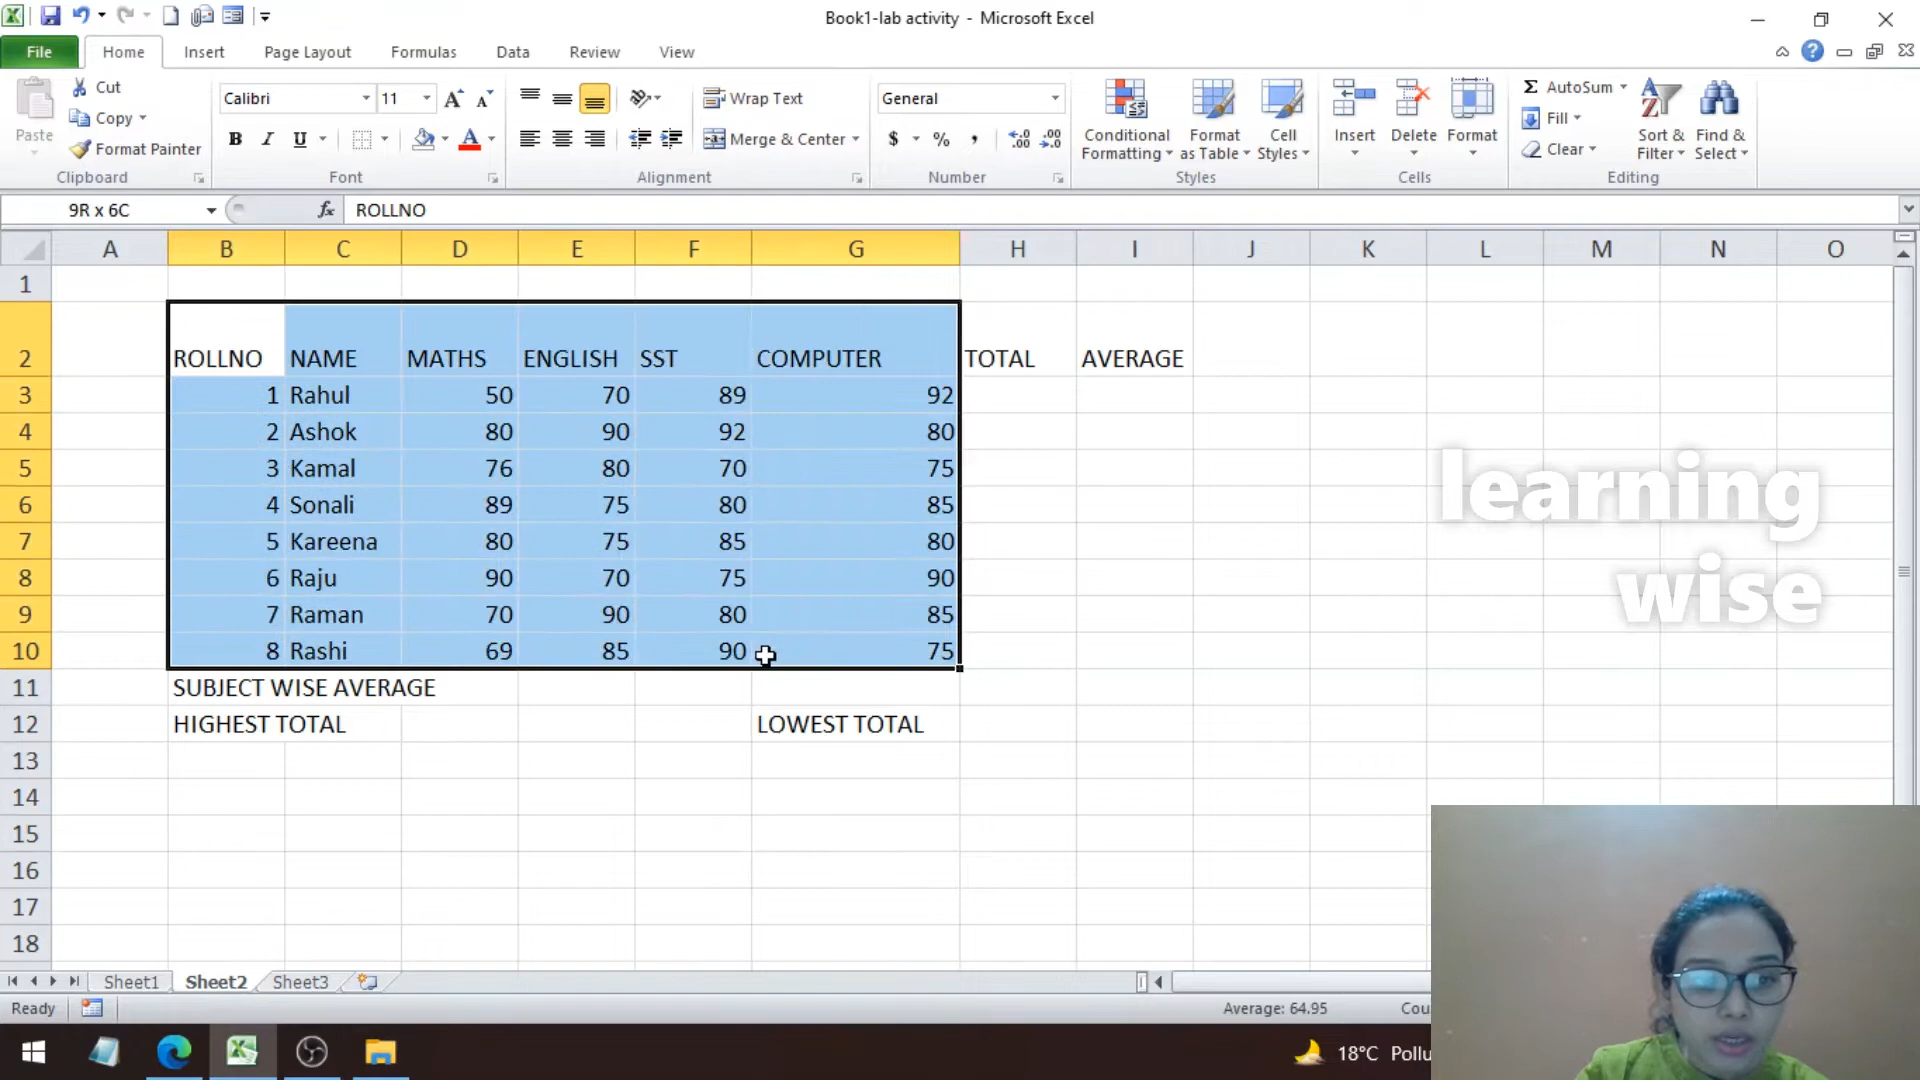 Book1-lab activity - Microsoft Excel
File Home Insert Page Layout Formulas Data Review View
Paste Cut Copy Format Painter Clipboard
Calibri 11 B I U Font
Wrap Text Merge & Center Alignment
General $ % , Number
Conditional Formatting Format as Table Cell Styles Styles
Insert Delete Format Cells
Σ AutoSum Fill Clear Sort & Filter Find & Select Editing
9R x 6C fx ROLLNO
A B C D E F G H I J K L M N O
1
2 ROLLNO NAME MATHS ENGLISH SST COMPUTER TOTAL AVERAGE
3 1 Rahul 50 70 89 92
4 2 Ashok 80 90 92 80
5 3 Kamal 76 80 70 75
6 4 Sonali 89 75 80 85
7 5 Kareena 80 75 85 80
8 6 Raju 90 70 75 90
9 7 Raman 70 90 80 85
10 8 Rashi 69 85 90 75
11 SUBJECT WISE AVERAGE
12 HIGHEST TOTAL LOWEST TOTAL
13
14
15
16
17
18
learning
wise
Sheet1 Sheet2 Sheet3
Ready Average: 64.95 Cou
18°C Pollu